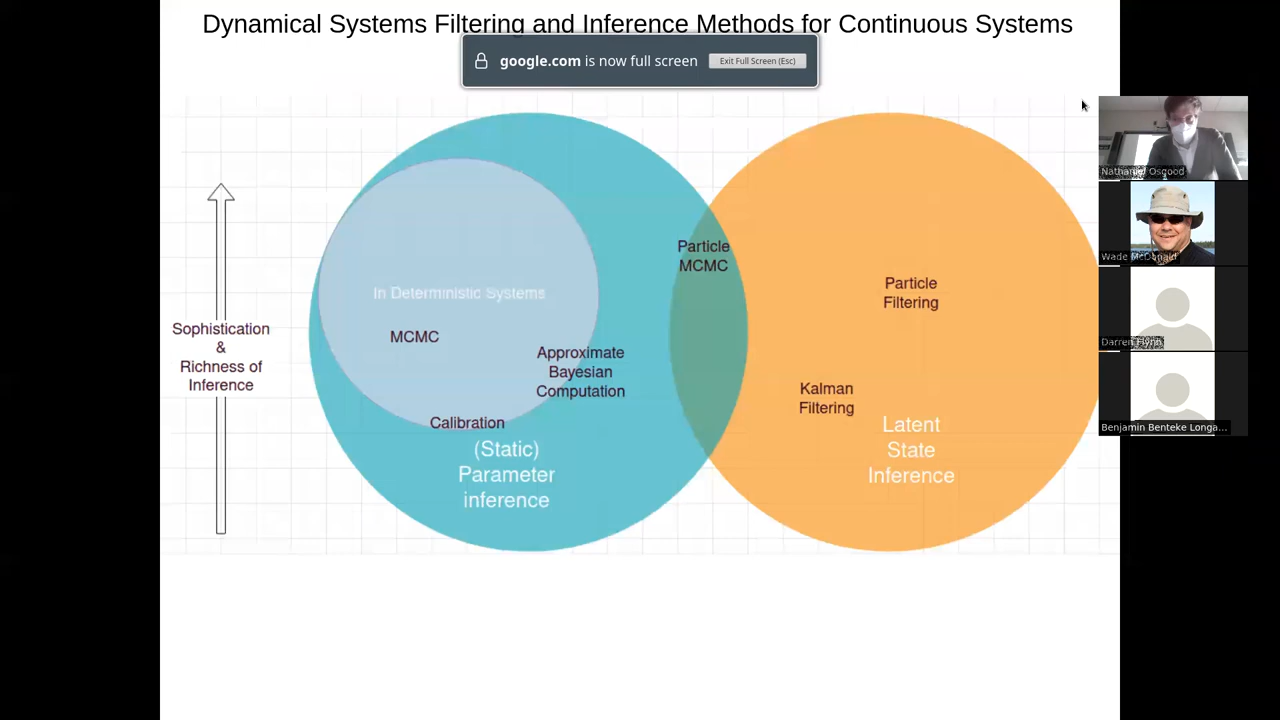 Dynamical Systems Filtering and Inference Methods for Continuous Systems
google.com is now full screen
Exit Full Screen (Esc)
Sophistication
&
Richness of
Inference
In Deterministic Systems
MCMC
Approximate
Bayesian
Computation
Calibration
(Static)
Parameter
inference
Particle
MCMC
Particle
Filtering
Kalman
Filtering
Latent
State
Inference
Nathaniel Osgood
Wade McDonald
Darren Flynn
Benjamin Benteke Longa...